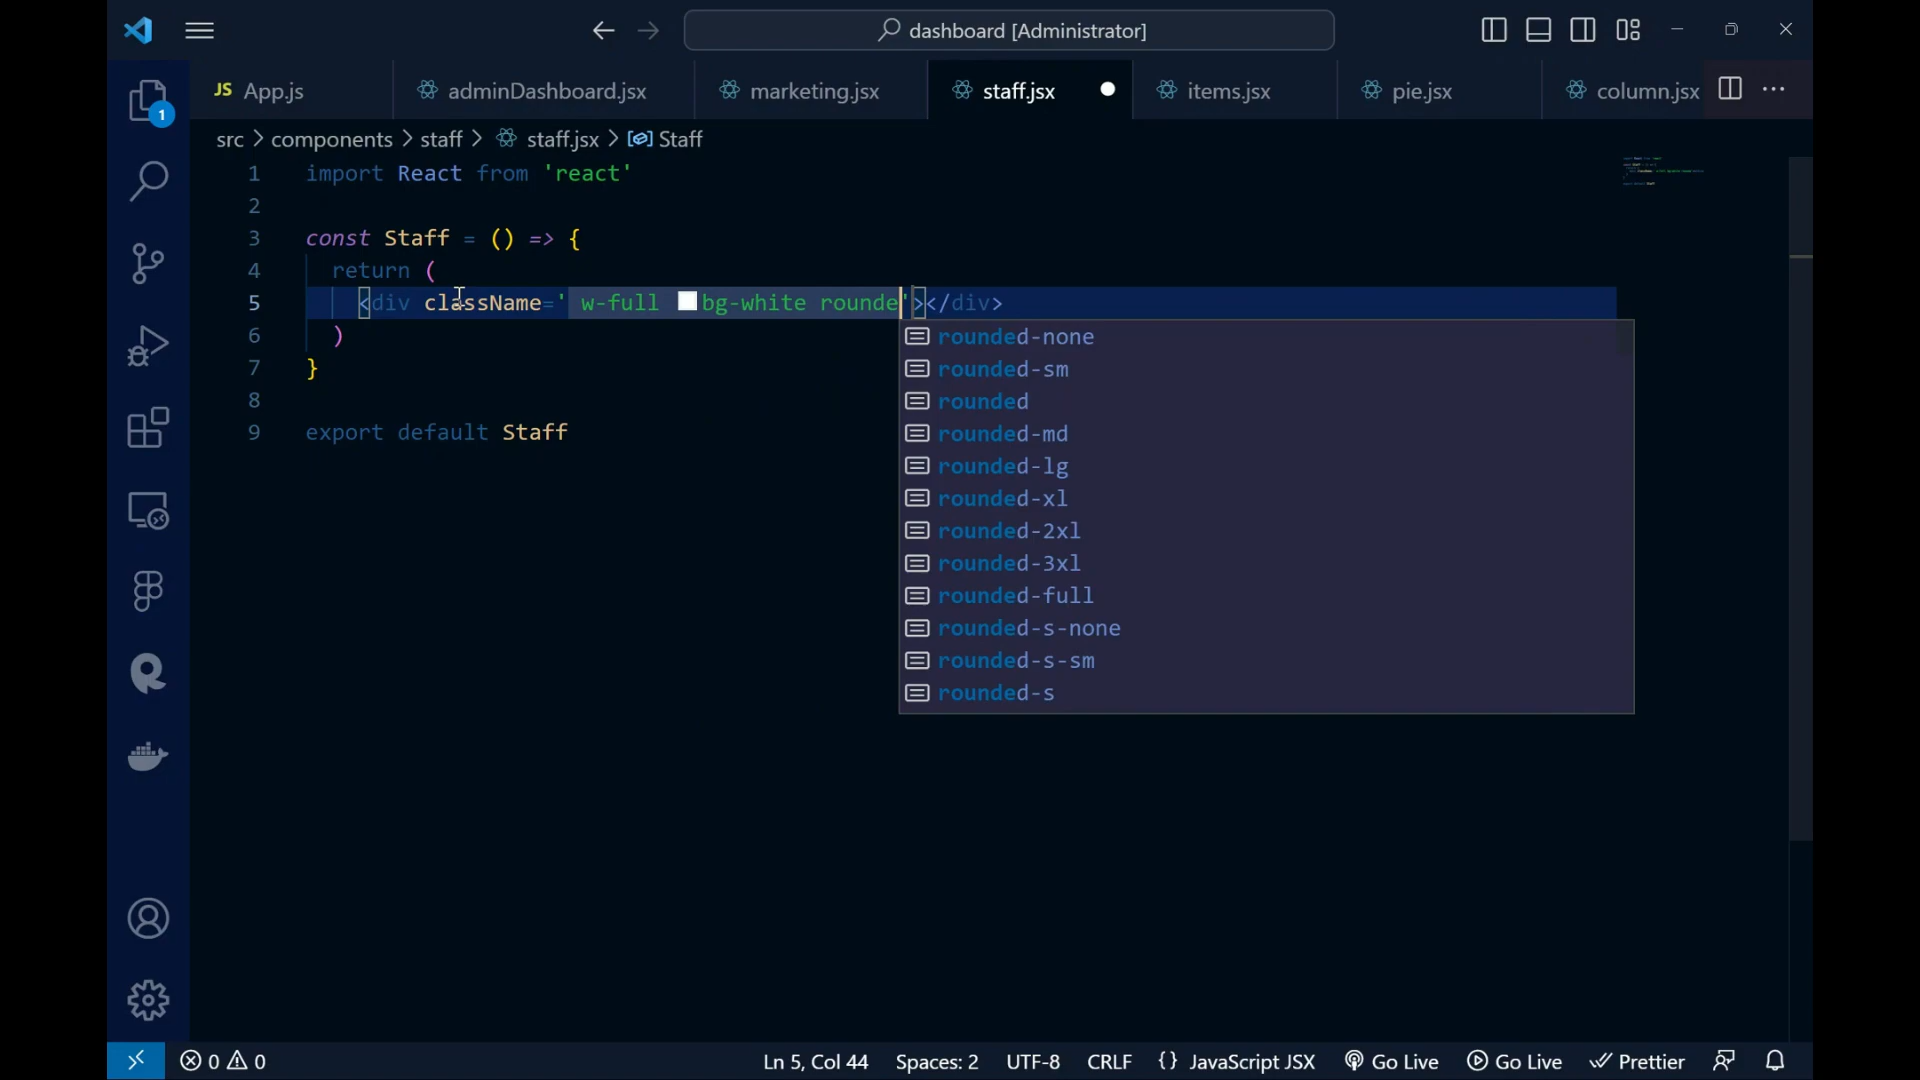 dashboard [Administrator]
JS App.js adminDashboard.jsx marketing.jsx staff.jsx items.jsx pie.jsx column.jsx ...
1
src > components > staff > staff.jsx > Staff
1 import React from 'react'
2
3 const Staff = () => {
4 return (
5 <div className=' w-full bg-white rounde'></div>
6 )
7 }
8
9 export default Staff
rounded-none
rounded-sm
rounded
rounded-md
rounded-lg
rounded-xl
rounded-2xl
rounded-3xl
rounded-full
rounded-s-none
rounded-s-sm
rounded-s
0 0 Ln 5, Col 44 Spaces: 2 UTF-8 CRLF {} JavaScript JSX Go Live Go Live Prettier